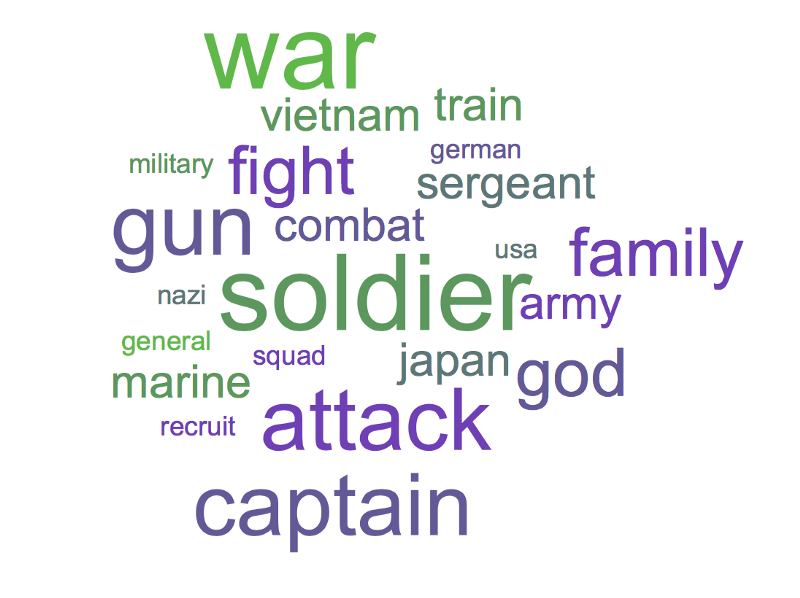 war
vietnam train
military fight german
sergeant
gun combat
usa family
nazi soldier army
general squad japan god
marine
recruit attack
captain